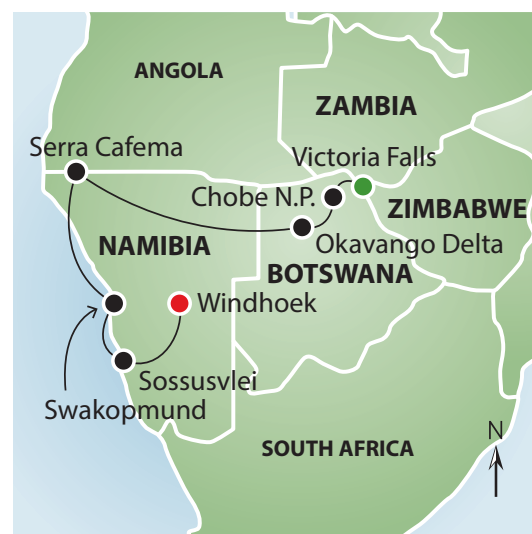 ANGOLA
ZAMBIA
Serra Cafema
Victoria Falls
Chobe N.P.
ZIMBABWE
NAMIBIA
Okavango Delta
BOTSWANA
Windhoek
Sossusvlei
Swakopmund
SOUTH AFRICA
N